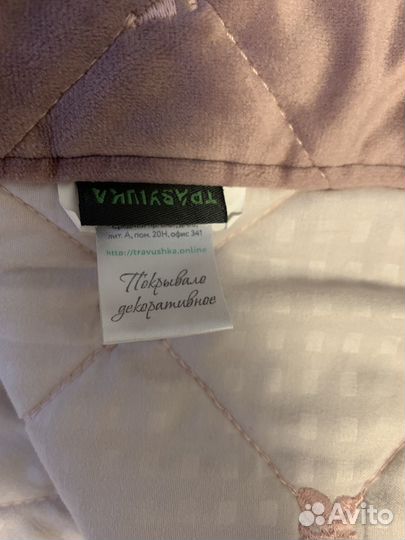 ТРАВУШКА
лит. А, пом. 20Н, офис 341
http://travushka.online
Покрывало
декоративное
Avito